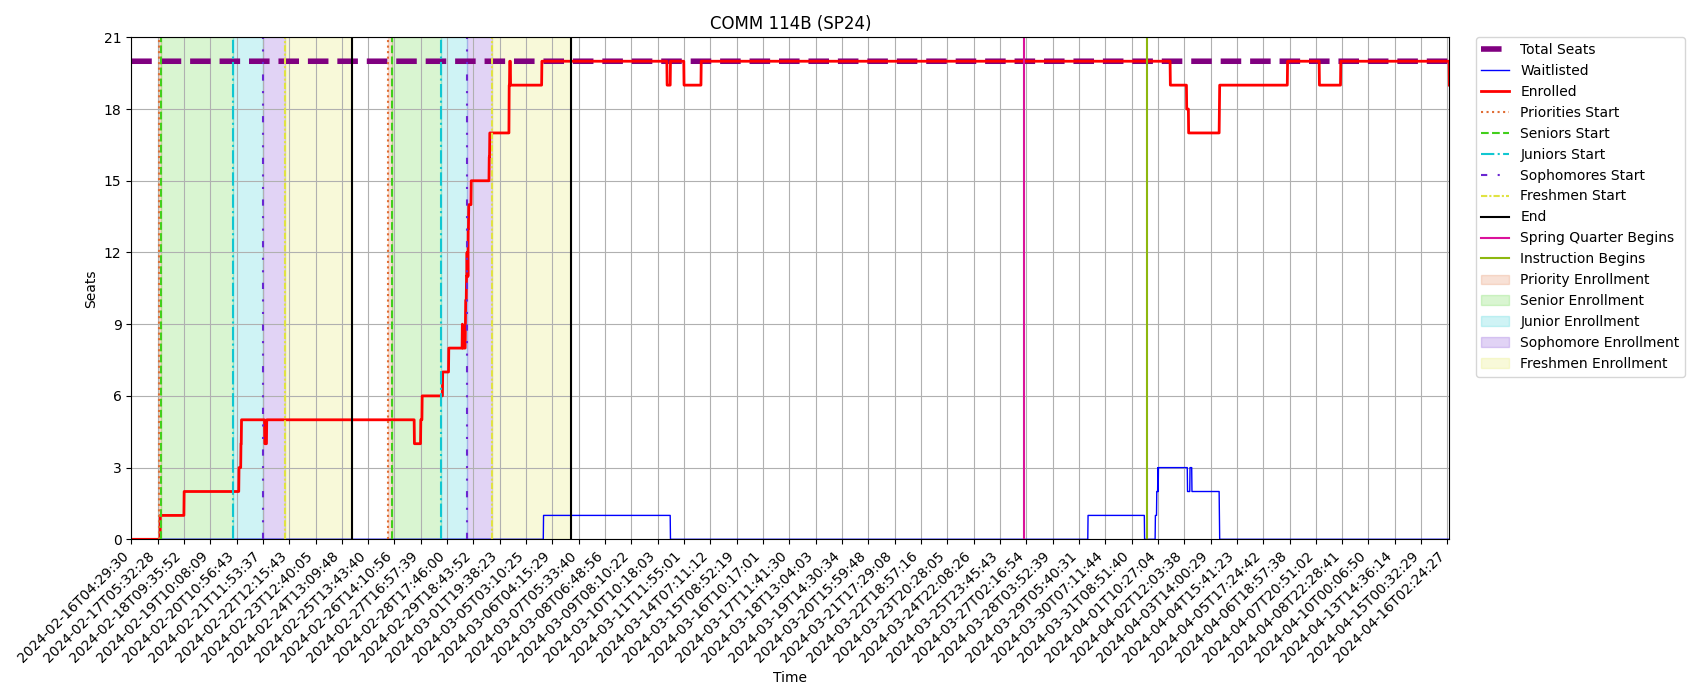 COMM 114B (SP24)
21
18
15
12
9
6
3
0
Seats
2024-02-16T04:29:30
2024-02-17T05:32:28
2024-02-18T09:35:52
2024-02-19T10:08:09
2024-02-20T10:56:43
2024-02-21T11:53:37
2024-02-22T12:15:43
2024-02-23T12:40:05
2024-02-24T13:09:48
2024-02-25T13:43:40
2024-02-26T14:10:56
2024-02-27T16:57:39
2024-02-28T17:46:00
2024-02-29T18:43:52
2024-03-01T19:38:23
2024-03-05T03:10:25
2024-03-06T04:15:29
2024-03-07T05:33:40
2024-03-08T06:48:56
2024-03-09T08:10:22
2024-03-10T10:18:03
2024-03-11T11:55:01
2024-03-14T07:11:12
2024-03-15T08:52:19
2024-03-16T10:17:01
2024-03-17T11:41:30
2024-03-18T13:04:03
2024-03-19T14:30:34
2024-03-20T15:59:48
2024-03-21T17:29:08
2024-03-22T18:57:16
2024-03-23T20:28:05
2024-03-24T22:08:26
2024-03-25T23:45:43
2024-03-27T02:16:54
2024-03-28T03:52:39
2024-03-29T05:40:31
2024-03-30T07:11:44
2024-03-31T08:51:40
2024-04-01T10:27:04
2024-04-02T12:03:38
2024-04-03T14:00:29
2024-04-04T15:41:23
2024-04-05T17:24:42
2024-04-06T18:57:38
2024-04-07T20:51:02
2024-04-08T22:28:41
2024-04-10T00:06:50
2024-04-13T14:36:14
2024-04-15T00:32:29
2024-04-16T02:24:27
Time
Total Seats
Waitlisted
Enrolled
Priorities Start
Seniors Start
Juniors Start
Sophomores Start
Freshmen Start
End
Spring Quarter Begins
Instruction Begins
Priority Enrollment
Senior Enrollment
Junior Enrollment
Sophomore Enrollment
Freshmen Enrollment